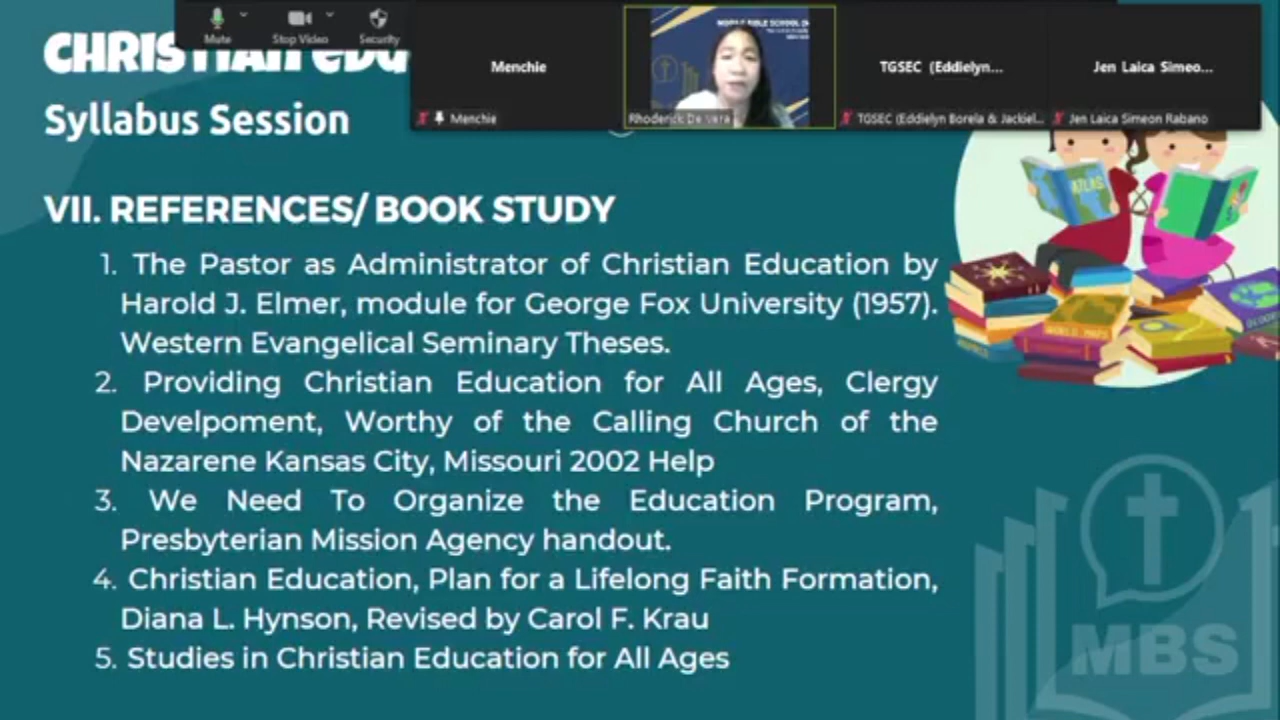 Mute
Stop Video
Security
Menchie
TGSEC (Eddielyn...
Jen Laica Simeo...
Menchie
Rhoderick De Vera
TGSEC (Eddielyn Borela & Jackiel...
Jen Laica Simeon Rabano
CHRISTIAN EDU
Syllabus Session
VII. REFERENCES/ BOOK STUDY
1. The Pastor as Administrator of Christian Education by
Harold J. Elmer, module for George Fox University (1957).
Western Evangelical Seminary Theses.
2. Providing Christian Education for All Ages, Clergy
Develpoment, Worthy of the Calling Church of the
Nazarene Kansas City, Missouri 2002 Help
3. We Need To Organize the Education Program,
Presbyterian Mission Agency handout.
4. Christian Education, Plan for a Lifelong Faith Formation,
Diana L. Hynson, Revised by Carol F. Krau
5. Studies in Christian Education for All Ages
ATLAS
WORLD MAPS
MBS